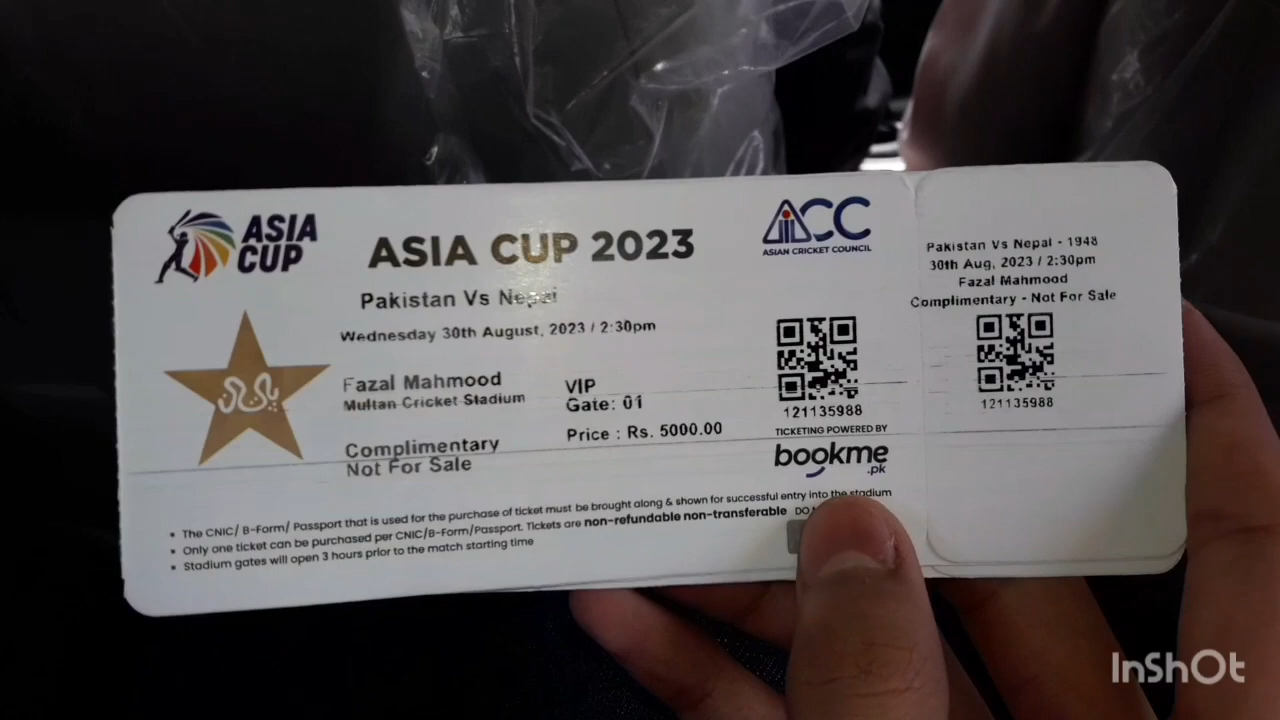 ASIA
CUP
ASIA CUP 2023
ACC
ASIAN CRICKET COUNCIL
Pakistan Vs Nepal
Wednesday 30th August, 2023 / 2:30pm
Fazal Mahmood
Multan Cricket Stadium
VIP
Gate: 01
Complimentary
Not For Sale
Price : Rs. 5000.00
121135988
TICKETING POWERED BY
bookme
.pk
• The CNIC/ B-Form/ Passport that is used for the purchase of ticket must be brought along & shown for successful entry into the stadium
• Only one ticket can be purchased per CNIC/B-Form/Passport. Tickets are non-refundable non-transferable DO
• Stadium gates will open 3 hours prior to the match starting time
Pakistan Vs Nepal - 1948
30th Aug, 2023 / 2:30pm
Fazal Mahmood
Complimentary - Not For Sale
121135988
InShOt